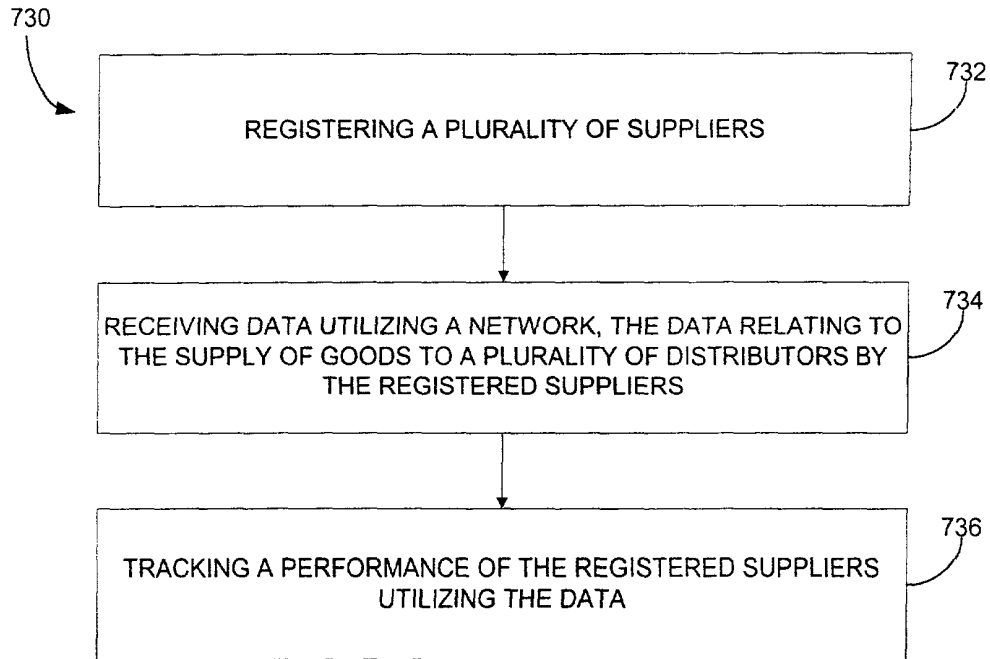 730
732
REGISTERING A PLURALITY OF SUPPLIERS
734
RECEIVING DATA UTILIZING A NETWORK, THE DATA RELATING TO
THE SUPPLY OF GOODS TO A PLURALITY OF DISTRIBUTORS BY
THE REGISTERED SUPPLIERS
736
TRACKING A PERFORMANCE OF THE REGISTERED SUPPLIERS
UTILIZING THE DATA